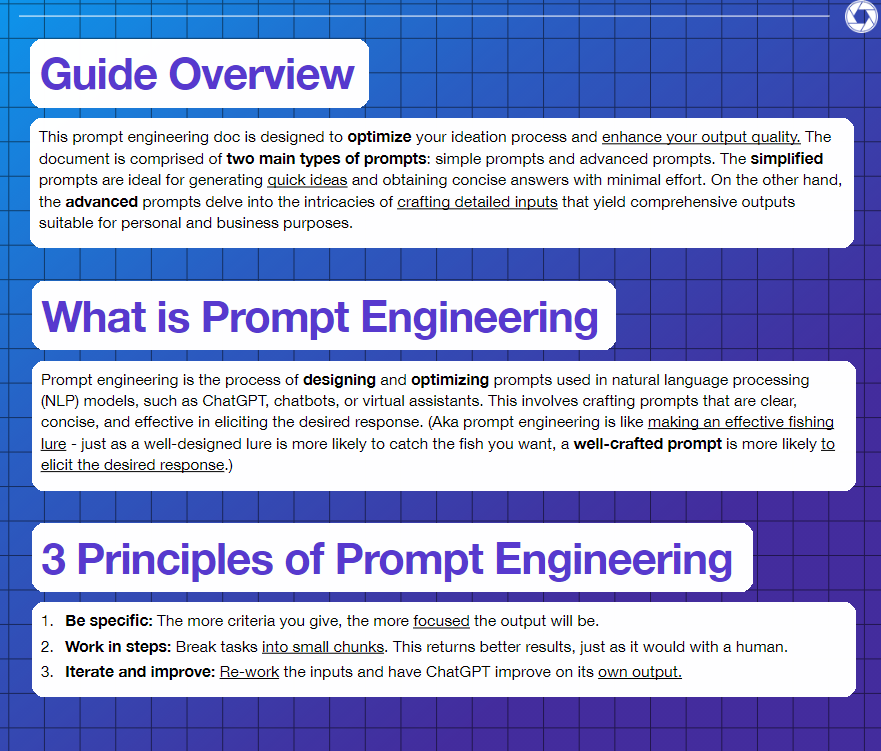 Guide Overview
This prompt engineering doc is designed to optimize your ideation process and enhance your output quality. The
document is comprised of two main types of prompts: simple prompts and advanced prompts. The simplified
prompts are ideal for generating quick ideas and obtaining concise answers with minimal effort. On the other hand,
the advanced prompts delve into the intricacies of crafting detailed inputs that yield comprehensive outputs
suitable for personal and business purposes.
What is Prompt Engineering
Prompt engineering is the process of designing and optimizing prompts used in natural language processing
(NLP) models, such as ChatGPT, chatbots, or virtual assistants. This involves crafting prompts that are clear,
concise, and effective in eliciting the desired response. (Aka prompt engineering is like making an effective fishing
lure - just as a well-designed lure is more likely to catch the fish you want, a well-crafted prompt is more likely to
elicit the desired response.)
3 Principles of Prompt Engineering
1. Be specific: The more criteria you give, the more focused the output will be.
2. Work in steps: Break tasks into small chunks. This returns better results, just as it would with a human.
3. Iterate and improve: Re-work the inputs and have ChatGPT improve on its own output.